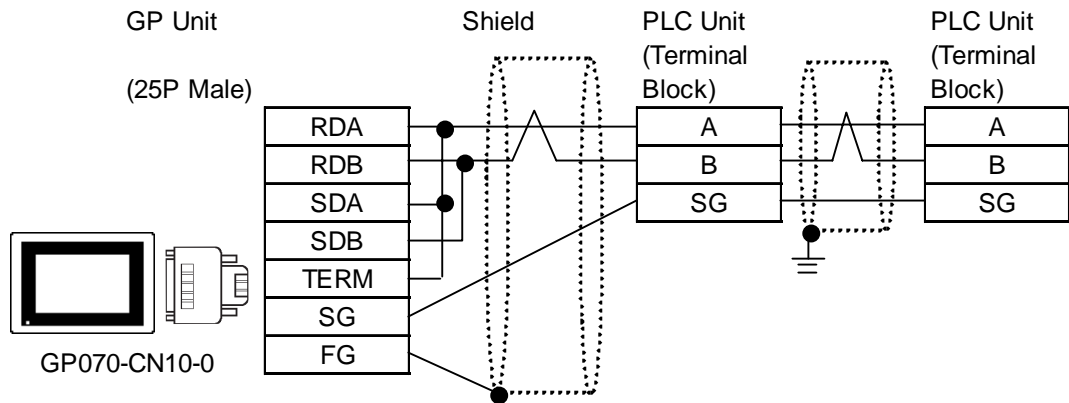 GP Unit
(25P Male)
Shield
PLC Unit
(Terminal
Block)
PLC Unit
(Terminal
Block)
RDA
RDB
SDA
SDB
TERM
SG
FG
A
B
SG
A
B
SG
GP070-CN10-0